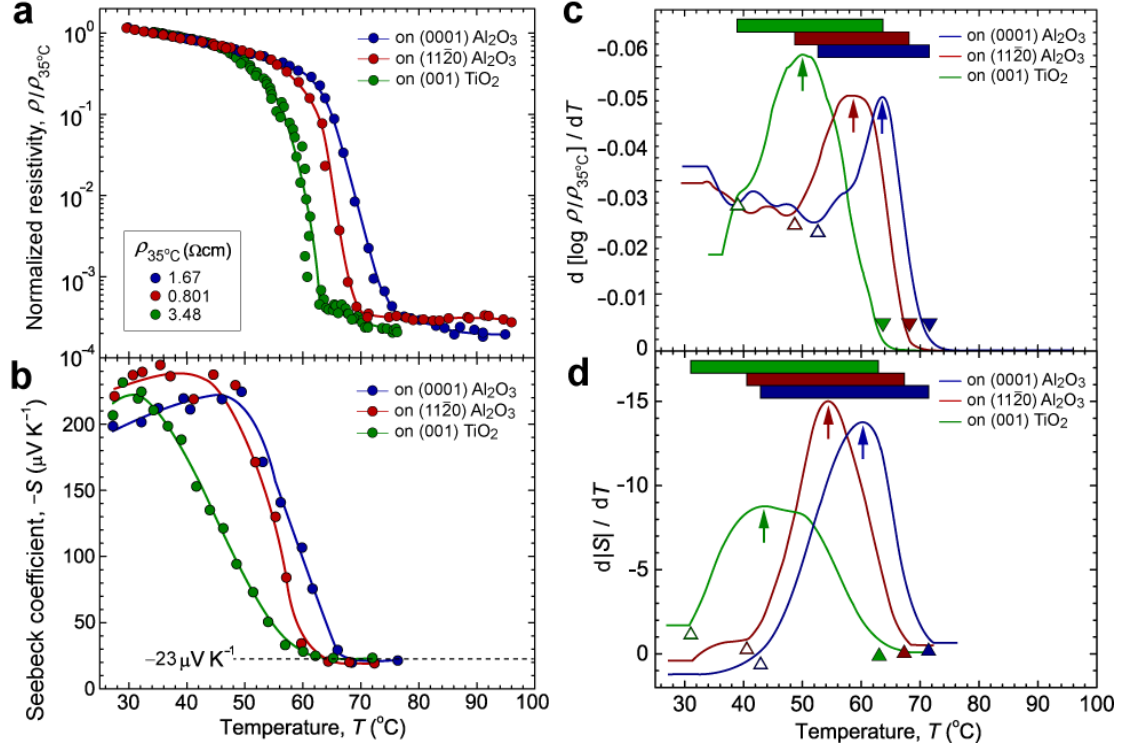 a
Normalized resistivity, ρ/ρ35°C
10⁰
10⁻¹
10⁻²
10⁻³
10⁻⁴
on (0001) Al₂O₃
on (112̅0) Al₂O₃
on (001) TiO₂
ρ35°C (Ωcm)
1.67
0.801
3.48
b
Seebeck coefficient, −S (μV K⁻¹)
200
150
100
50
0
on (0001) Al₂O₃
on (112̅0) Al₂O₃
on (001) TiO₂
−23 μV K⁻¹
30 40 50 60 70 80 90 100
Temperature, T (°C)
c
d [log ρ/ρ35°C] / dT
−0.06
−0.05
−0.04
−0.03
−0.02
−0.01
0
on (0001) Al₂O₃
on (112̅0) Al₂O₃
on (001) TiO₂
d
d|S| / dT
−15
−10
−5
0
on (0001) Al₂O₃
on (112̅0) Al₂O₃
on (001) TiO₂
30 40 50 60 70 80 90 100
Temperature, T (°C)